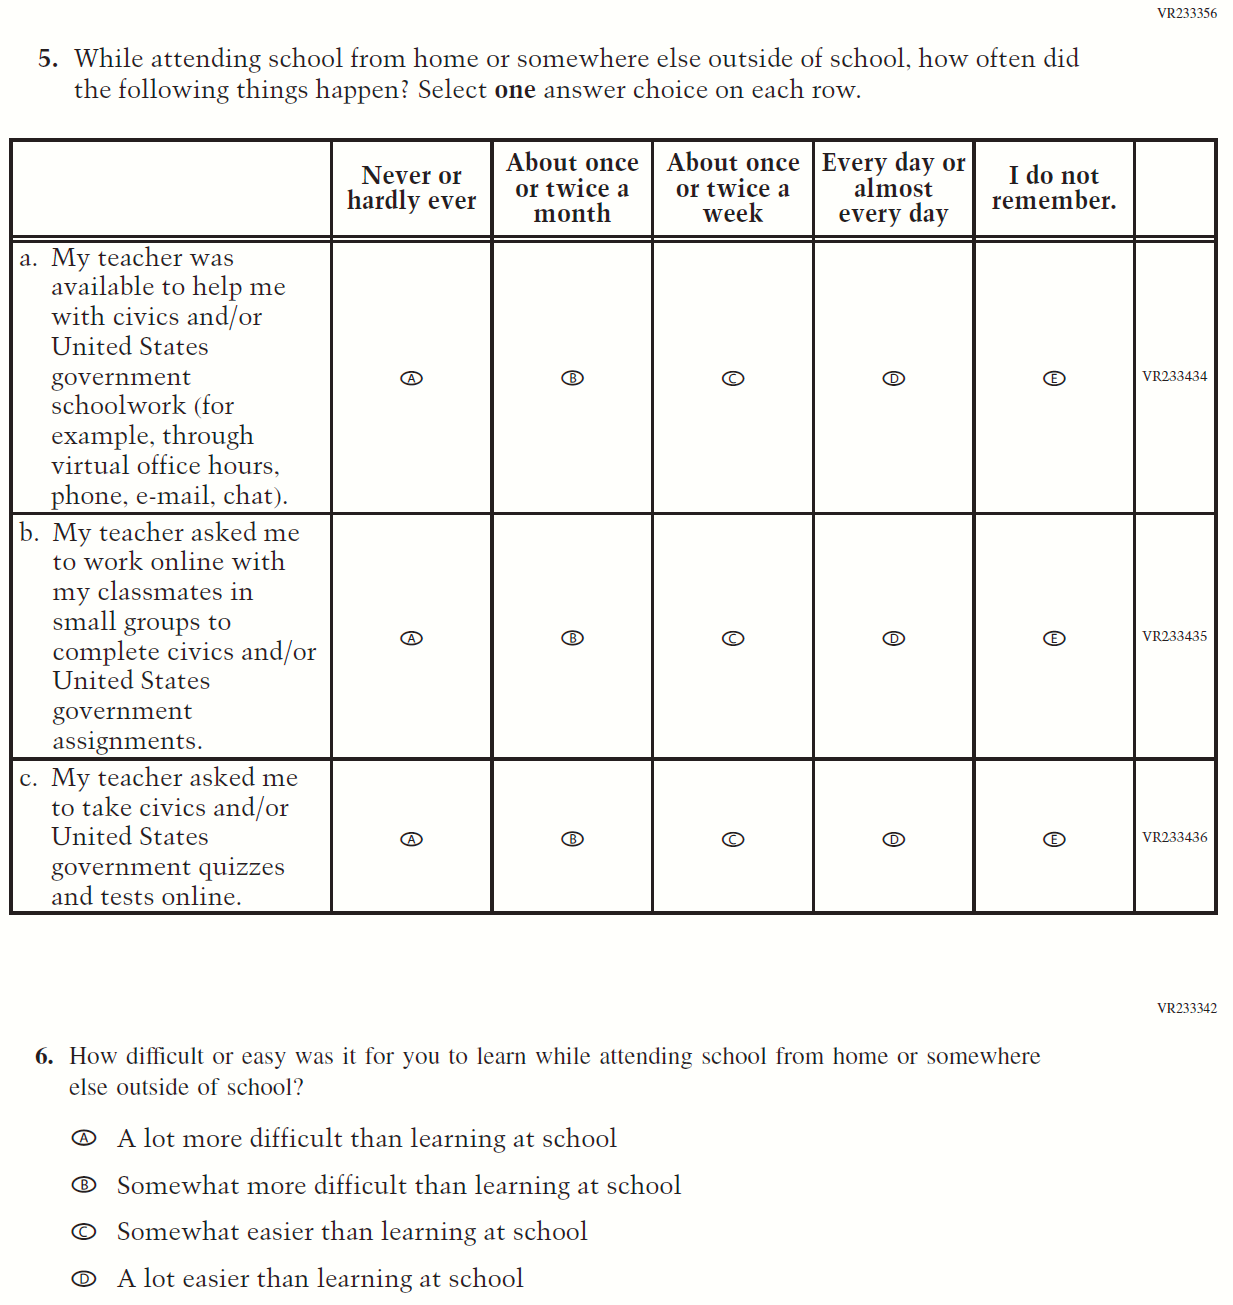 VR233356
5. While attending school from home or somewhere else outside of school, how often did
the following things happen? Select one answer choice on each row.
Never or
hardly ever
About once
or twice a
month
About once
or twice a
week
Every day or
almost
every day
I do not
remember.
a. My teacher was
available to help me
with civics and/or
United States
government
schoolwork (for
example, through
virtual office hours,
phone, e-mail, chat).
A B C D E VR233434
b. My teacher asked me
to work online with
my classmates in
small groups to
complete civics and/or
United States
government
assignments.
A B C D E VR233435
c. My teacher asked me
to take civics and/or
United States
government quizzes
and tests online.
A B C D E VR233436
VR233342
6. How difficult or easy was it for you to learn while attending school from home or somewhere
else outside of school?
A A lot more difficult than learning at school
B Somewhat more difficult than learning at school
C Somewhat easier than learning at school
D A lot easier than learning at school